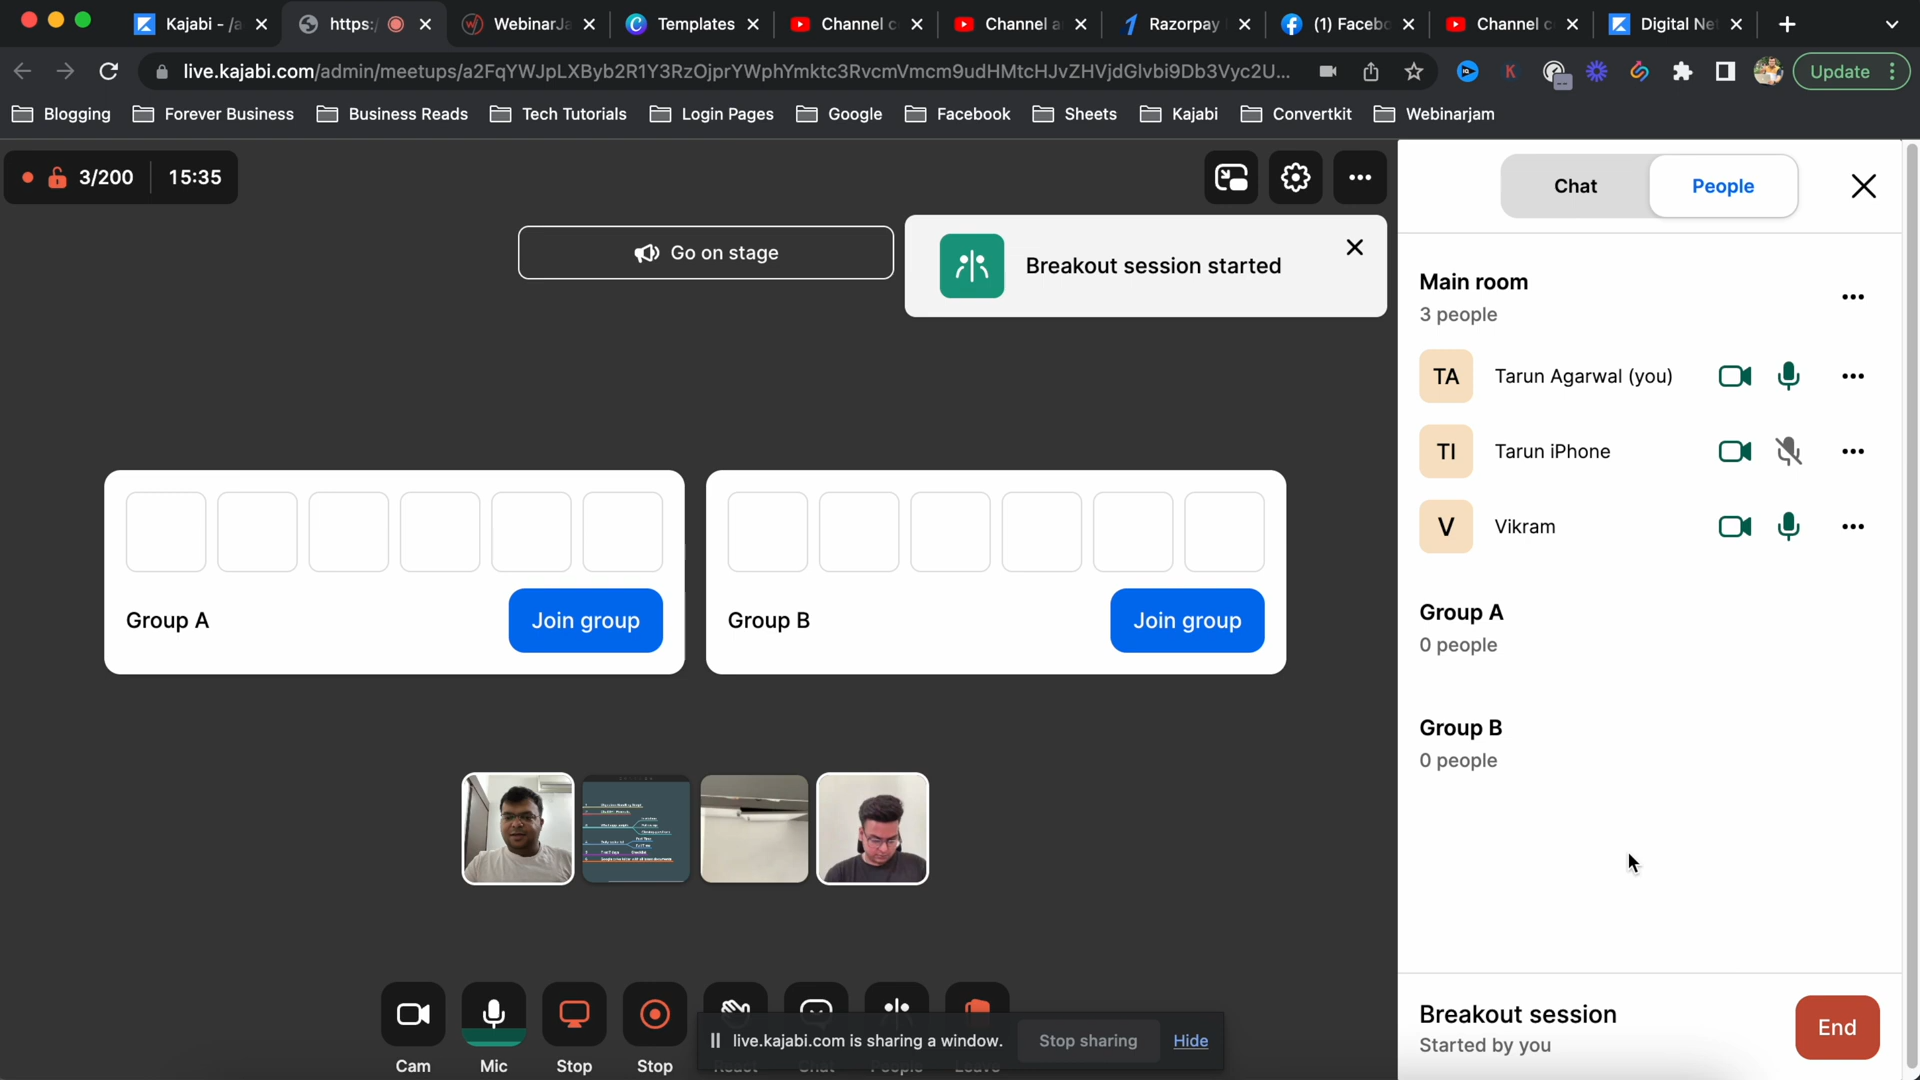 Kajabi - /a
https:/
WebinarJa
Templates
Channel c
Channel a
Razorpay
(1) Facebo
Channel c
Digital Ne
live.kajabi.com/admin/meetups/a2FqYWJpLXByb2R1Y3RzOjprYWphYmktc3RvcmVmcm9udHMtcHJvZHVjdGlvbi9Db3Vyc2U...
Update
Blogging
Forever Business
Business Reads
Tech Tutorials
Login Pages
Google
Facebook
Sheets
Kajabi
Convertkit
Webinarjam
3/200
15:35
Go on stage
Breakout session started
Chat
People
Main room
3 people
TA
Tarun Agarwal (you)
TI
Tarun iPhone
V
Vikram
Group A
Join group
Group B
Join group
Group A
0 people
Group B
0 people
live.kajabi.com is sharing a window.
Stop sharing
Hide
Cam
Mic
Stop
Stop
React
Chat
People
Leave
Breakout session
Started by you
End